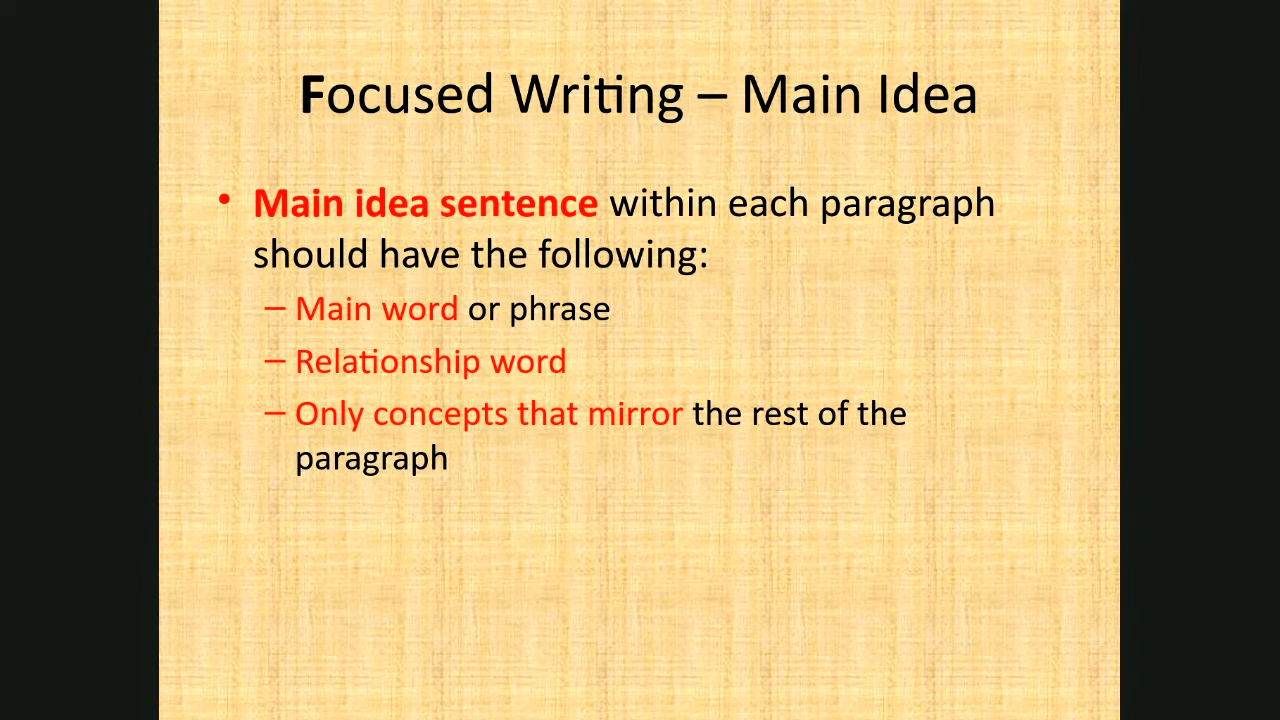 Focused Writing – Main Idea
• Main idea sentence within each paragraph
should have the following:
– Main word or phrase
– Relationship word
– Only concepts that mirror the rest of the
paragraph